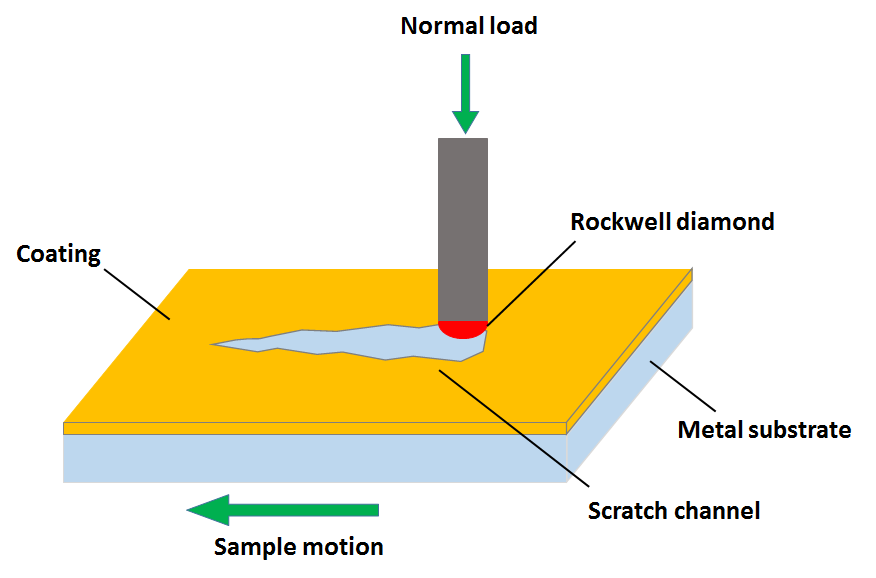 Normal load
Rockwell diamond
Coating
Metal substrate
Scratch channel
Sample motion